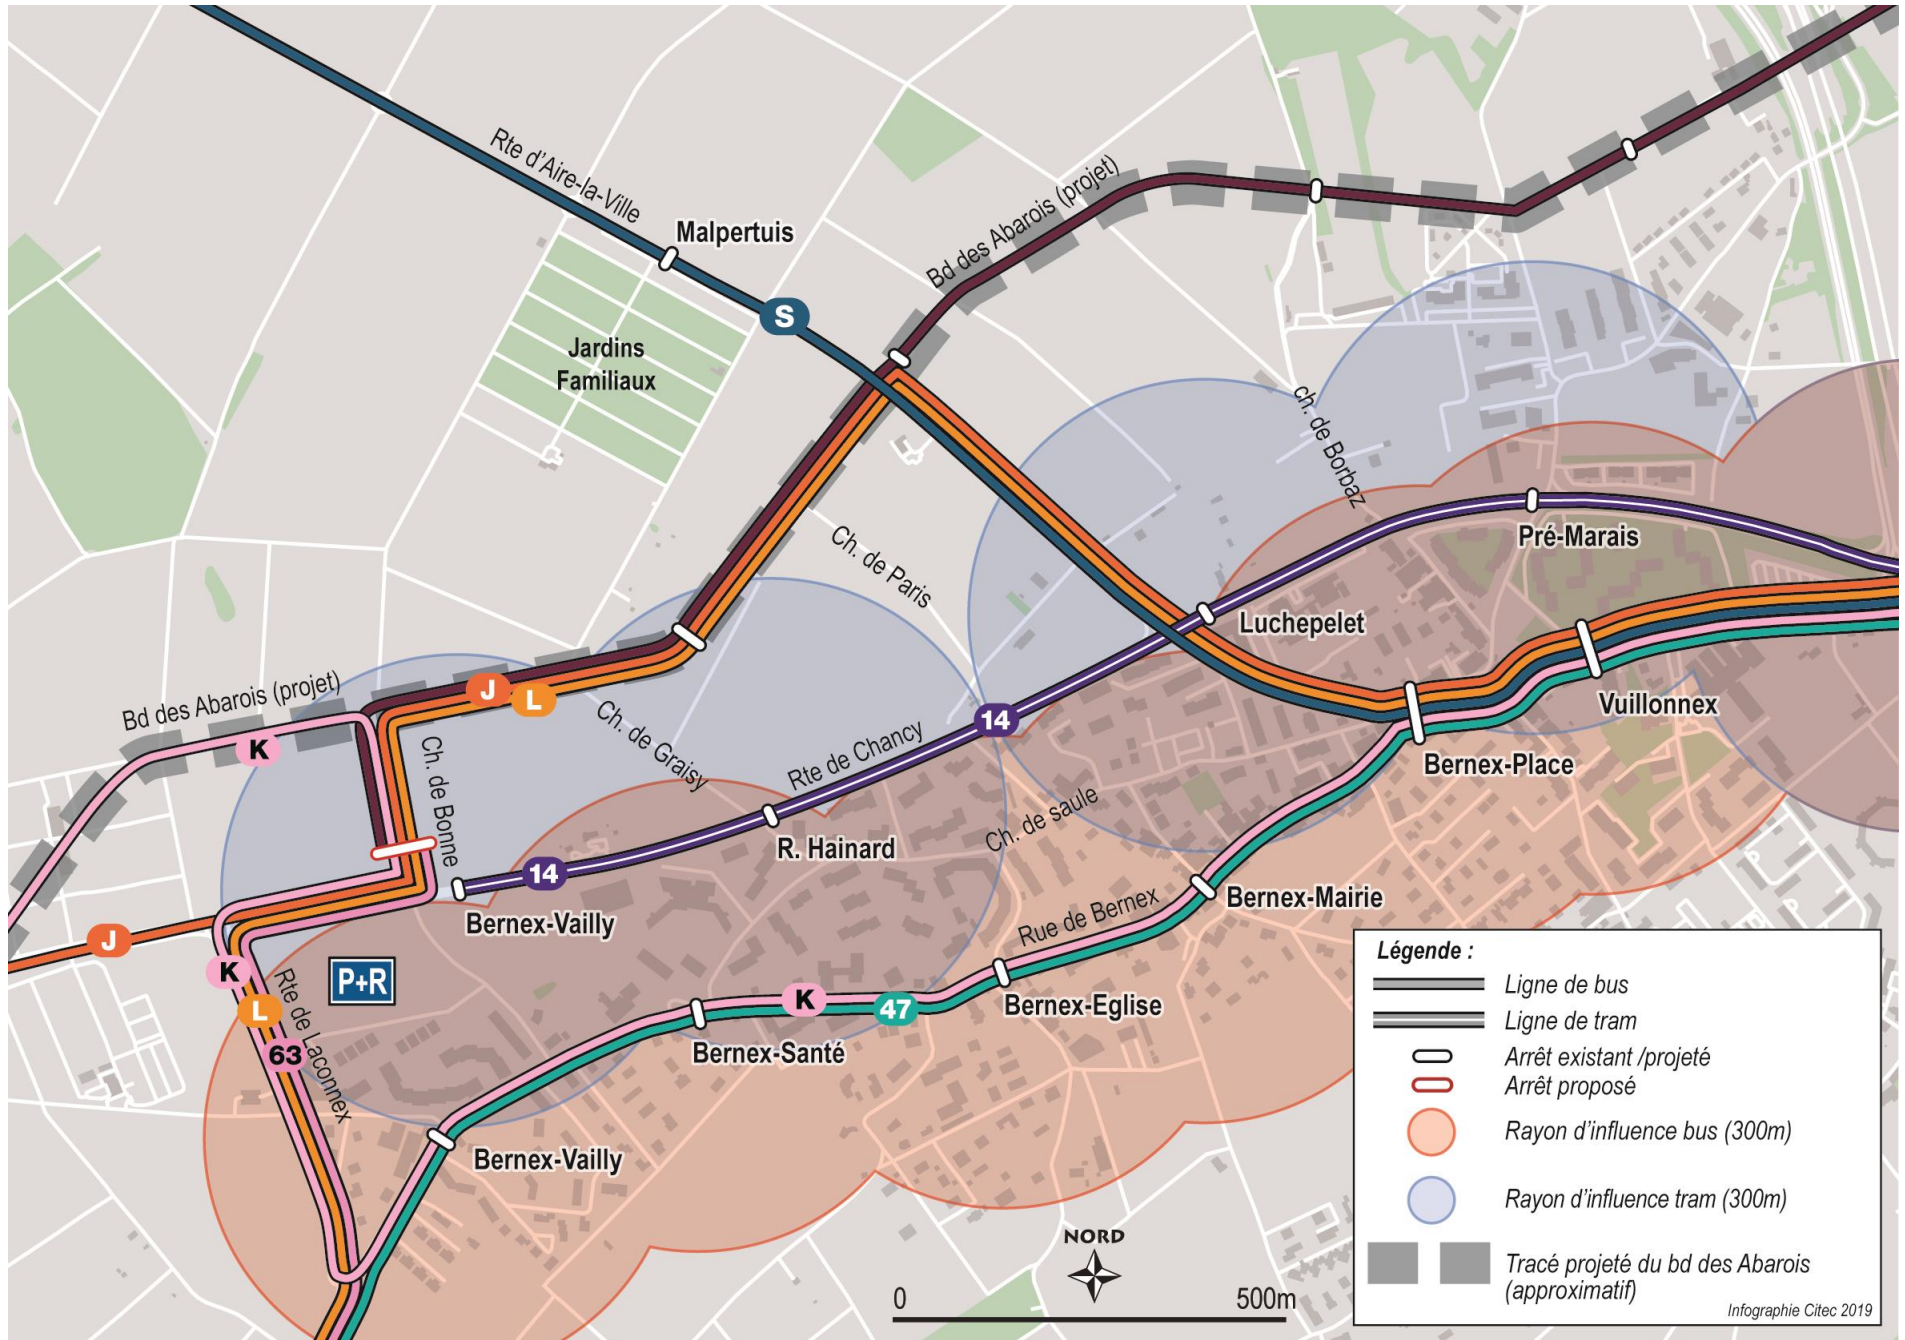 Rte d'Aire-la-Ville
Malpertuis
S
Bd des Abarois (projet)
Jardins
Familiaux
ch. de Borbaz
Pré-Marais
Ch. de Paris
Luchepelet
Bd des Abarois (projet)
J
L
K
Ch. de Graisy
14
Vuillonnex
Ch. de Bonne
Rte de Chancy
Bernex-Place
Ch. de saule
R. Hainard
14
Bernex-Vailly
Rue de Bernex
Bernex-Mairie
J
K
P+R
Rte de Laconnex
L
K
47
Bernex-Eglise
63
Bernex-Santé
Bernex-Vailly
NORD
0
500m
Légende :
Ligne de bus
Ligne de tram
Arrêt existant /projeté
Arrêt proposé
Rayon d'influence bus (300m)
Rayon d'influence tram (300m)
Tracé projeté du bd des Abarois
(approximatif)
Infographie Citec 2019